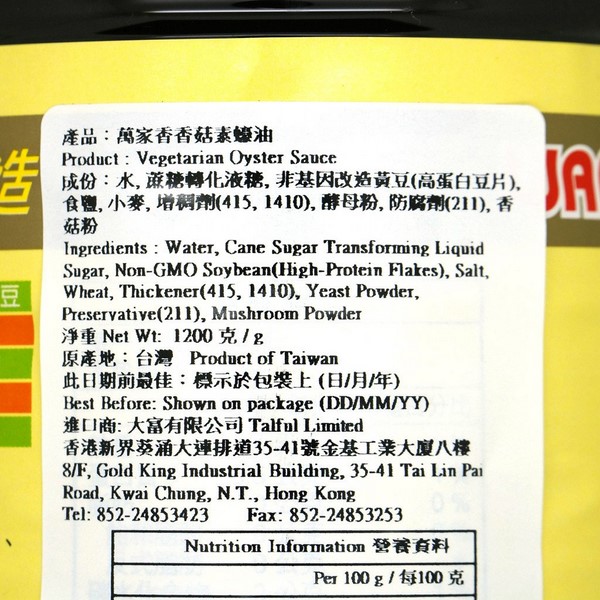 產品：萬家香香菇素蠔油
Product : Vegetarian Oyster Sauce
成份：水, 蔗糖轉化液糖, 非基因改造黃豆(高蛋白豆片),
食鹽, 小麥, 增稠劑(415, 1410), 酵母粉, 防腐劑(211), 香
菇粉
Ingredients : Water, Cane Sugar Transforming Liquid
Sugar, Non-GMO Soybean(High-Protein Flakes), Salt,
Wheat, Thickener(415, 1410), Yeast Powder,
Preservative(211), Mushroom Powder
淨重 Net Wt: 1200 克 / g
原產地：台灣 Product of Taiwan
此日期前最佳：標示於包裝上 (日/月/年)
Best Before: Shown on package (DD/MM/YY)
進口商: 大富有限公司 Talful Limited
香港新界葵涌大連排道35-41號金基工業大廈八樓
8/F, Gold King Industrial Building, 35-41 Tai Lin Pai
Road, Kwai Chung, N.T., Hong Kong
Tel: 852-24853423 Fax: 852-24853253
Nutrition Information 營養資料
Per 100 g / 每100 克
造
豆